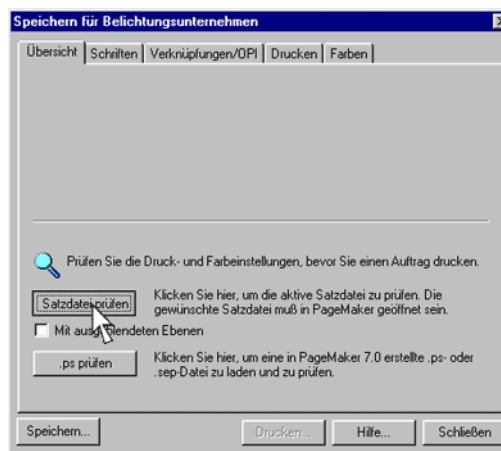 Speichern für Belichtungsunternehmen
Übersicht Schriften Verknüpfungen/OPI Drucken Farben
Prüfen Sie die Druck- und Farbeinstellungen, bevor Sie einen Auftrag drucken.
Satzdatei prüfen
Klicken Sie hier, um die aktive Satzdatei zu prüfen. Die
gewünschte Satzdatei muß in PageMaker geöffnet sein.
Mit ausgeblendeten Ebenen
.ps prüfen
Klicken Sie hier, um eine in PageMaker 7.0 erstellte .ps- oder
.sep-Datei zu laden und zu prüfen.
Speichern... Drucken... Hilfe... Schließen